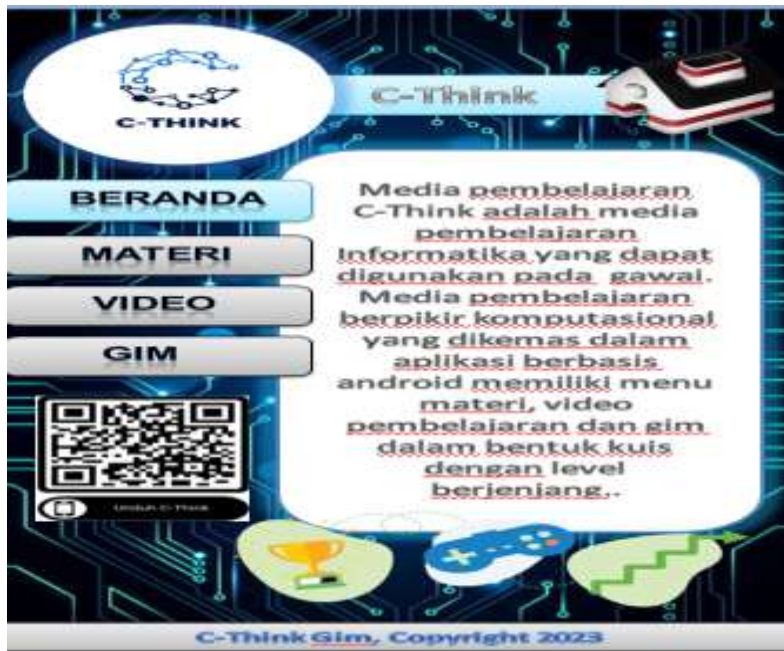 C-THINK
C-Think
BERANDA
MATERI
VIDEO
GIM
Unduh C-Think
Media pembelajaran
C-Think adalah media
pembelajaran
Informatika yang dapat
digunakan pada gawai.
Media pembelajaran
berpikir komputasional
yang dikemas dalam
aplikasi berbasis
android memiliki menu
materi, video
pembelajaran dan gim
dalam bentuk kuis
dengan level
berjenjang..
C-Think Gim, Copyright 2023